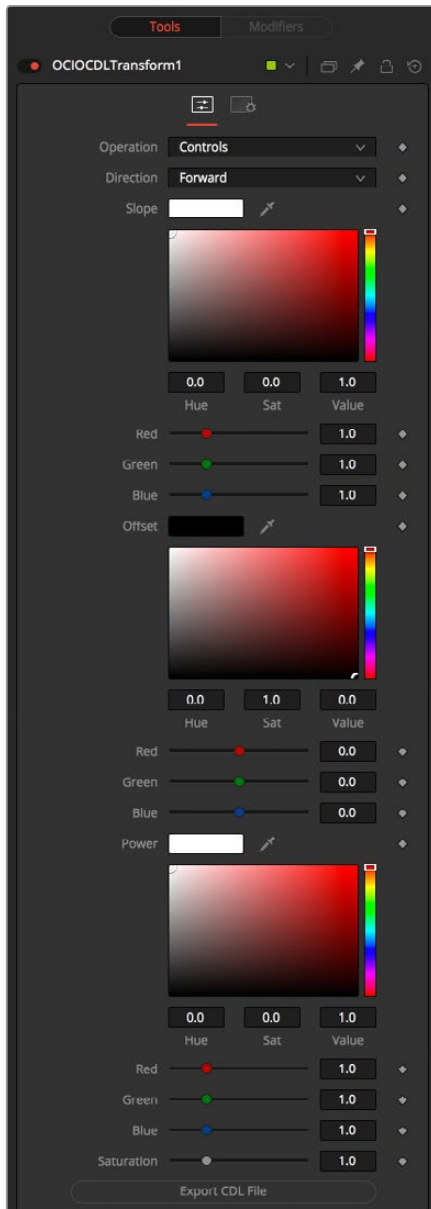 Tools Modifiers
OCIOCDLTransform1
Operation Controls
Direction Forward
Slope
0.0 0.0 1.0
Hue Sat Value
Red 1.0
Green 1.0
Blue 1.0
Offset
0.0 1.0 0.0
Hue Sat Value
Red 0.0
Green 0.0
Blue 0.0
Power
0.0 0.0 1.0
Hue Sat Value
Red 1.0
Green 1.0
Blue 1.0
Saturation 1.0
Export CDL File